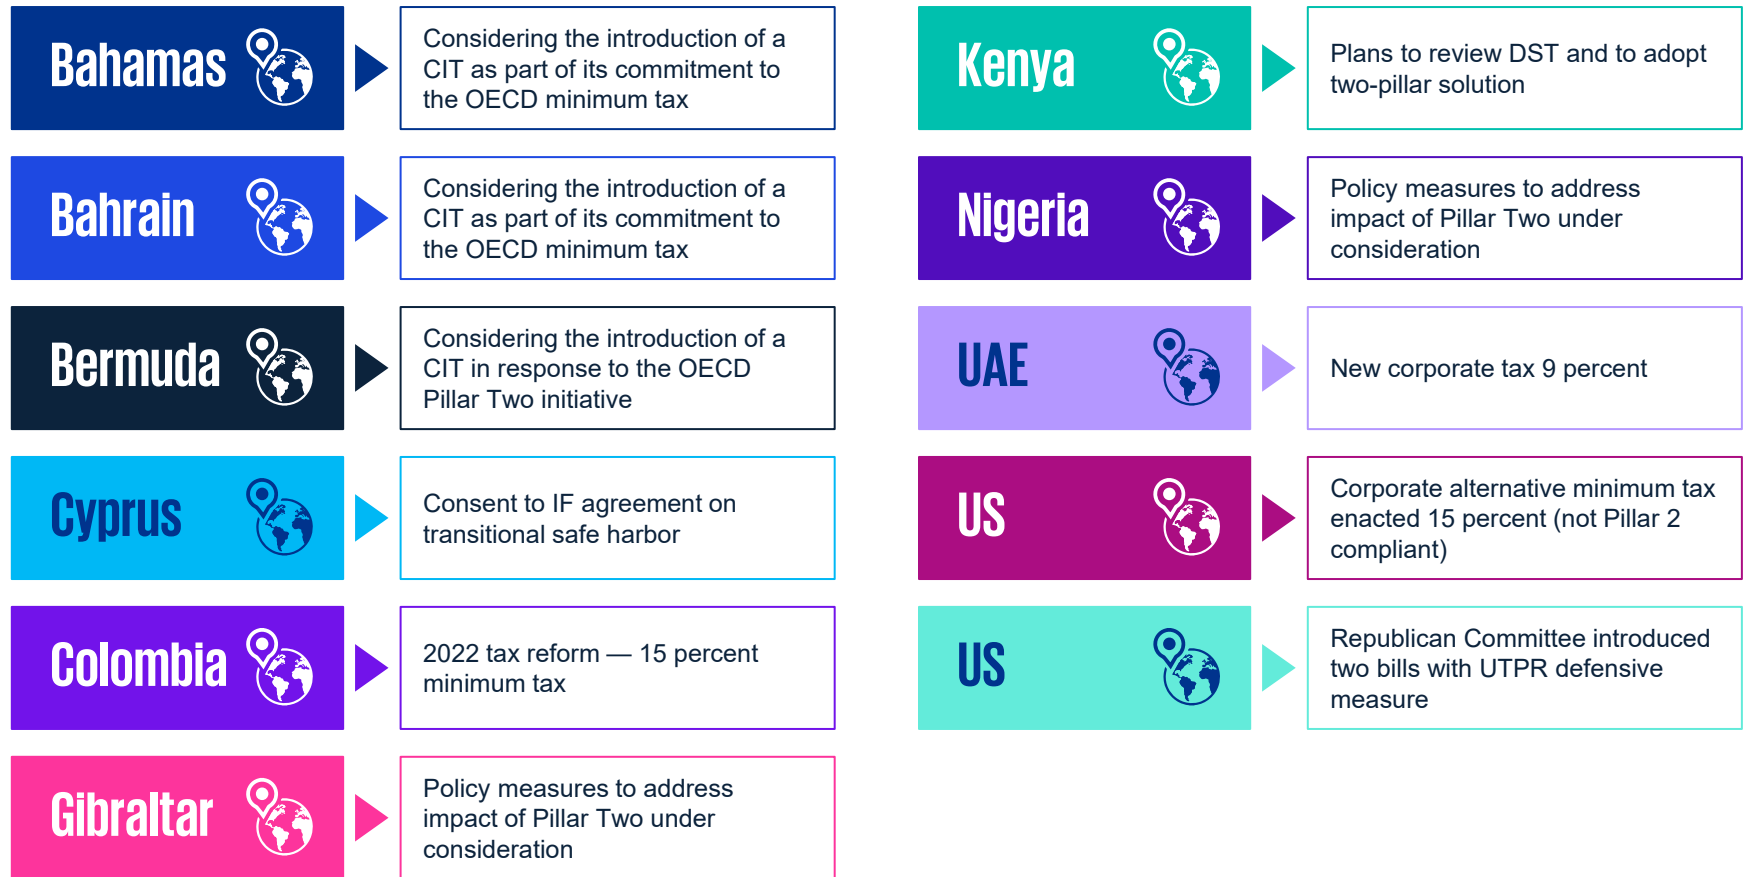 Bahamas
Considering the introduction of a
CIT as part of its commitment to
the OECD minimum tax
Bahrain
Considering the introduction of a
CIT as part of its commitment to
the OECD minimum tax
Bermuda
Considering the introduction of a
CIT in response to the OECD
Pillar Two initiative
Cyprus
Consent to IF agreement on
transitional safe harbor
Colombia
2022 tax reform — 15 percent
minimum tax
Gibraltar
Policy measures to address
impact of Pillar Two under
consideration
Kenya
Plans to review DST and to adopt
two-pillar solution
Nigeria
Policy measures to address
impact of Pillar Two under
consideration
UAE
New corporate tax 9 percent
US
Corporate alternative minimum tax
enacted 15 percent (not Pillar 2
compliant)
US
Republican Committee introduced
two bills with UTPR defensive
measure